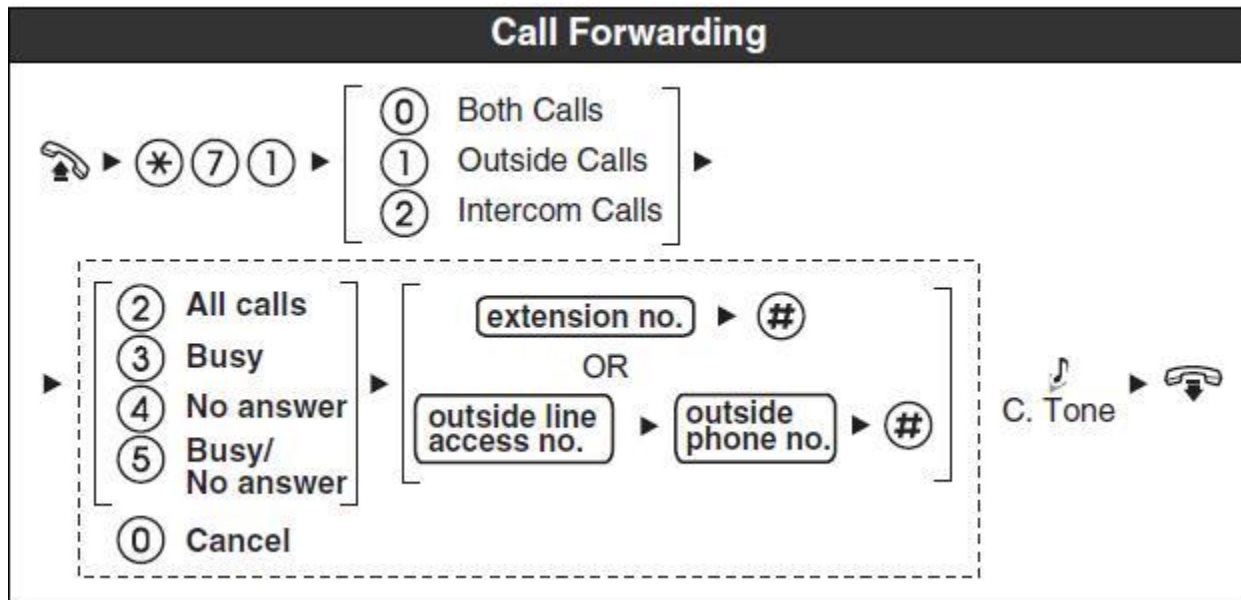 Call Forwarding
0 Both Calls
* 7 1
1 Outside Calls
2 Intercom Calls
2 All calls
3 Busy
4 No answer
5 Busy/
No answer
0 Cancel
extension no. #
OR
outside line
access no.
outside
phone no.
#
C. Tone